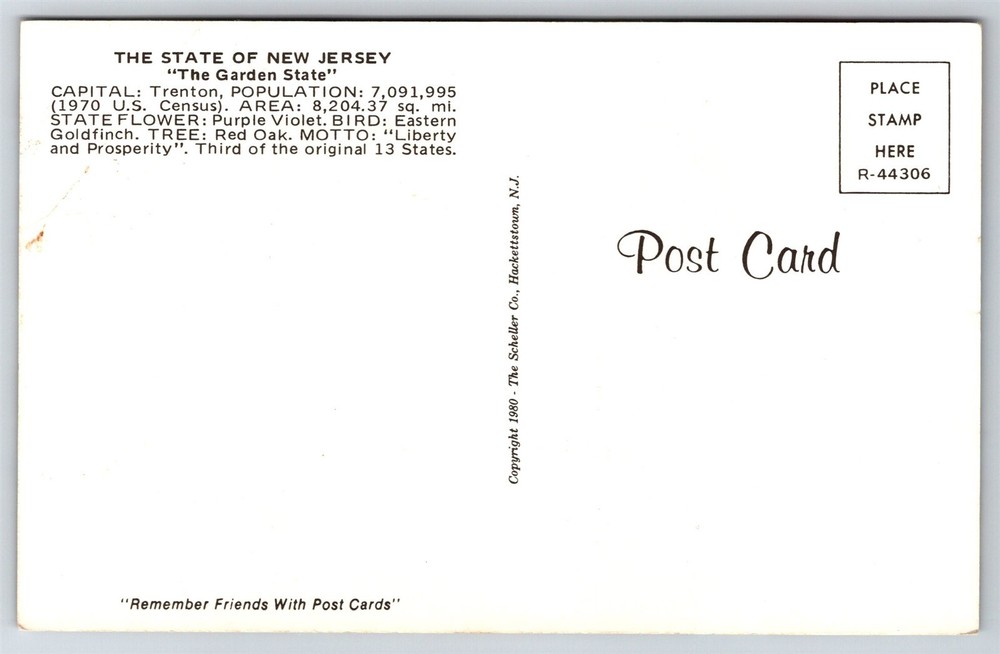 THE STATE OF NEW JERSEY
"The Garden State"
CAPITAL: Trenton, POPULATION: 7,091,995
(1970 U.S. Census). AREA: 8,204.37 sq. mi.
STATE FLOWER: Purple Violet. BIRD: Eastern
Goldfinch. TREE: Red Oak. MOTTO: "Liberty
and Prosperity". Third of the original 13 States.
PLACE
STAMP
HERE
R-44306
Post Card
Copyright 1980 - The Scheller Co., Hackettstown, N.J.
"Remember Friends With Post Cards"